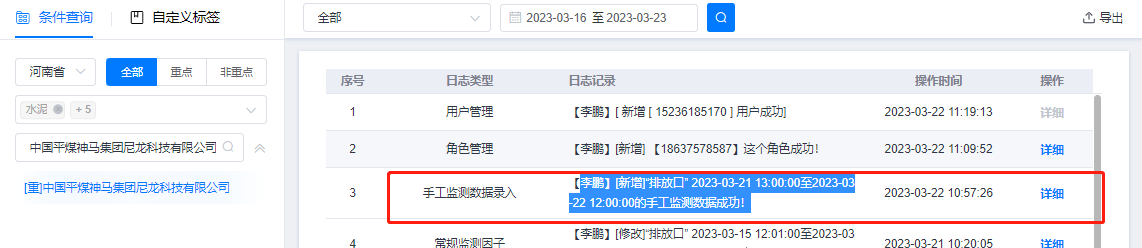 条件查询
自定义标签
全部
2023-03-16 至 2023-03-23
导出
河南省
全部
重点
非重点
水泥
+ 5
中国平煤神马集团尼龙科技有限公司
[重]中国平煤神马集团尼龙科技有限公司
序号 日志类型 日志记录 操作时间 操作
1 用户管理 【李鹏】[ 新增 [ 15236185170 ] 用户成功] 2023-03-22 11:19:13 详细
2 角色管理 【李鹏】[新增] 【18637578587】这个角色成功! 2023-03-22 11:09:52 详细
3 手工监测数据录入 【李鹏】[新增]"排放口" 2023-03-21 13:00:00至2023-03
-22 12:00:00的手工监测数据成功! 2023-03-22 10:57:26 详细
4 常规监测因子 【李鹏】[修改]"排放口" 2023-03-15 12:01:00至2023-03 2023-03-21 10:20:05 详细